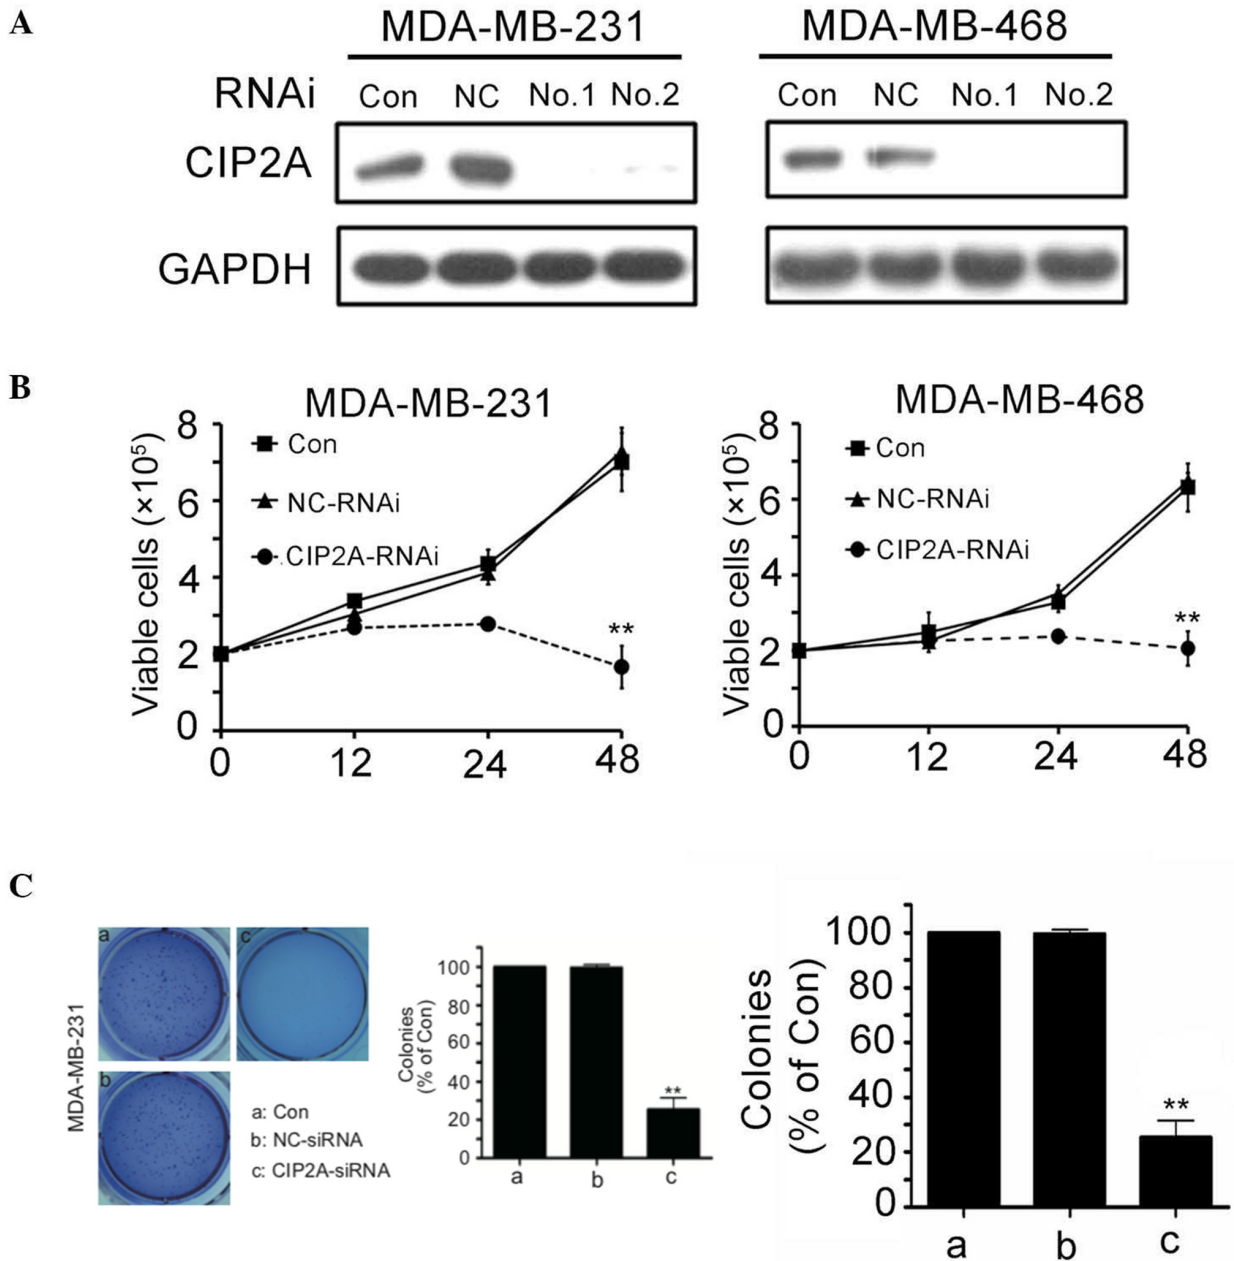 A
MDA-MB-231
MDA-MB-468
RNAi
Con NC No.1 No.2
Con NC No.1 No.2
CIP2A
GAPDH
B
MDA-MB-231
Viable cells (×10⁵)
8
6
4
2
0
Con
NC-RNAi
CIP2A-RNAi
**
0 12 24 48
MDA-MB-468
Viable cells (×10⁵)
8
6
4
2
0
Con
NC-RNAi
CIP2A-RNAi
**
0 12 24 48
C
MDA-MB-231
a
c
b
a: Con
b: NC-siRNA
c: CIP2A-siRNA
Colonies
(% of Con)
100
80
60
40
20
0
**
a b c
Colonies
(% of Con)
100
80
60
40
20
0
**
a b c